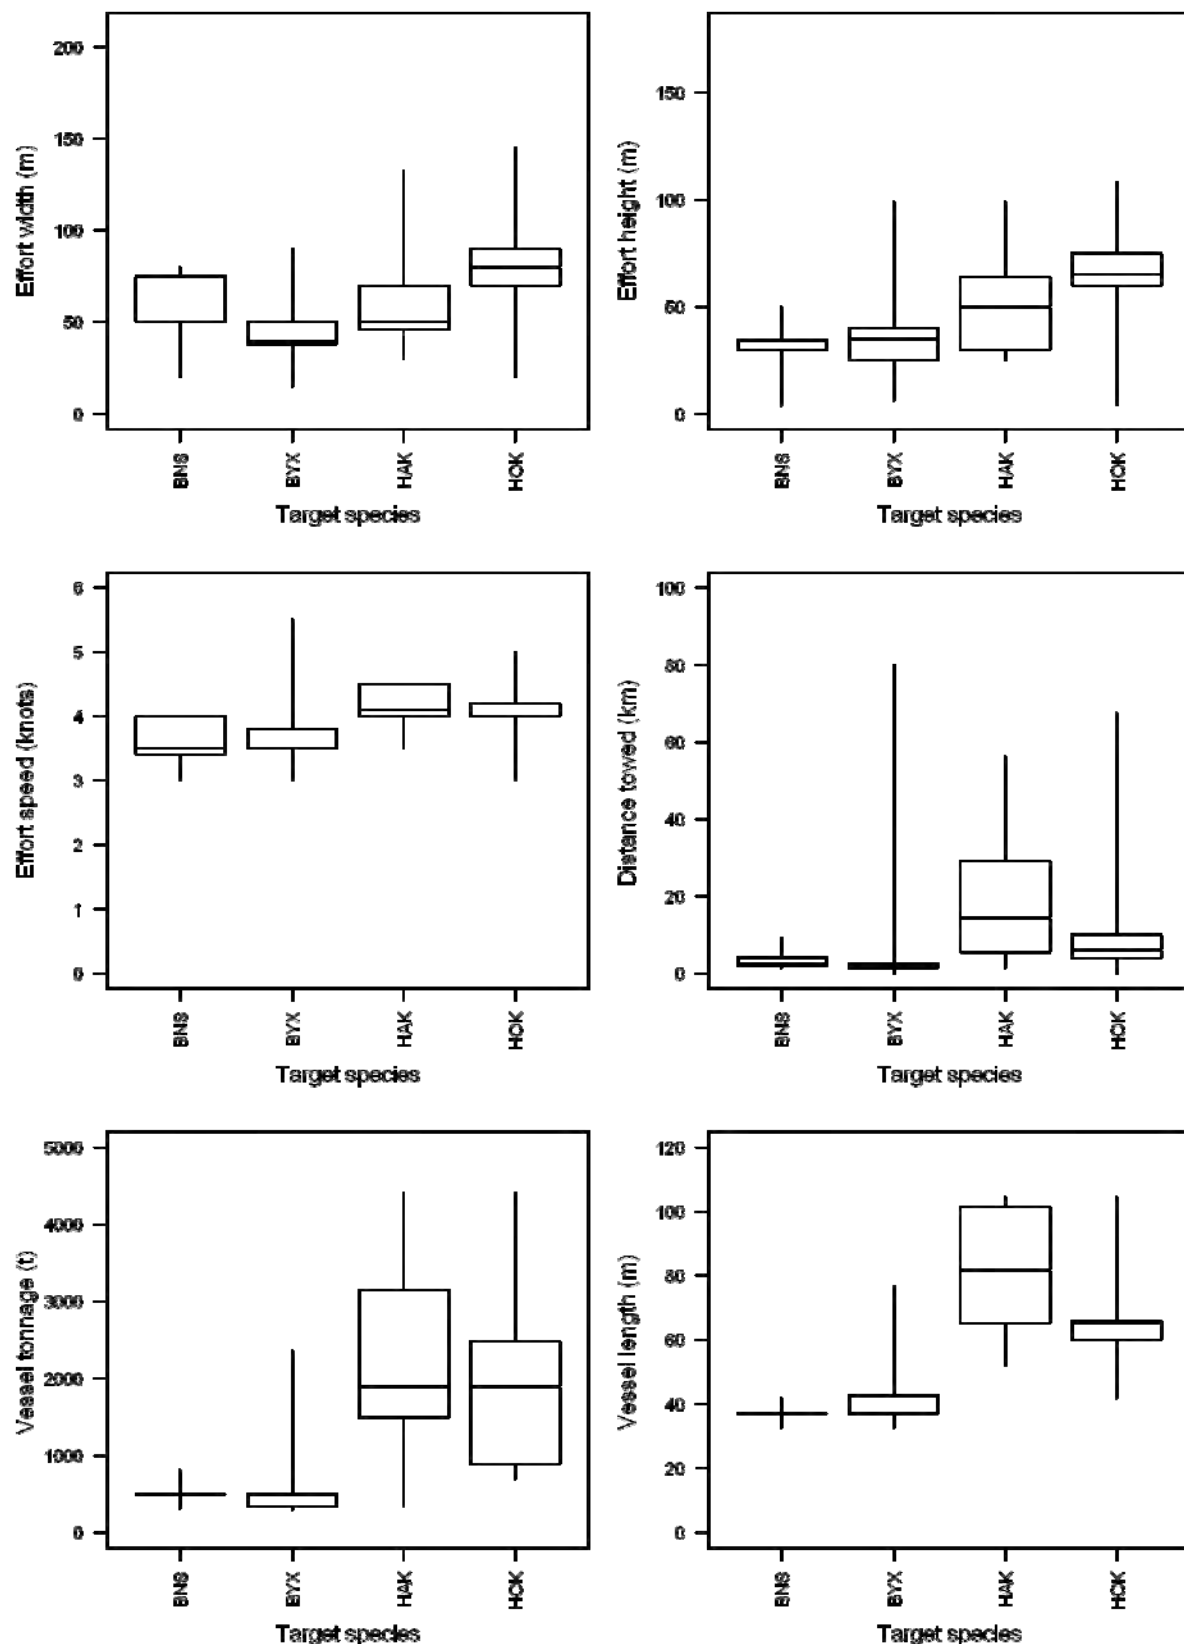 Effort width (m)
200
150
100
50
0
BNS
BYX
HAK
HOK
Target species
Effort height (m)
150
100
50
0
BNS
BYX
HAK
HOK
Target species
Effort speed (knots)
6
5
4
3
2
1
0
BNS
BYX
HAK
HOK
Target species
Distance towed (km)
100
80
60
40
20
0
BNS
BYX
HAK
HOK
Target species
Vessel tonnage (t)
5000
4000
3000
2000
1000
0
BNS
BYX
HAK
HOK
Target species
Vessel length (m)
120
100
80
60
40
20
0
BNS
BYX
HAK
HOK
Target species